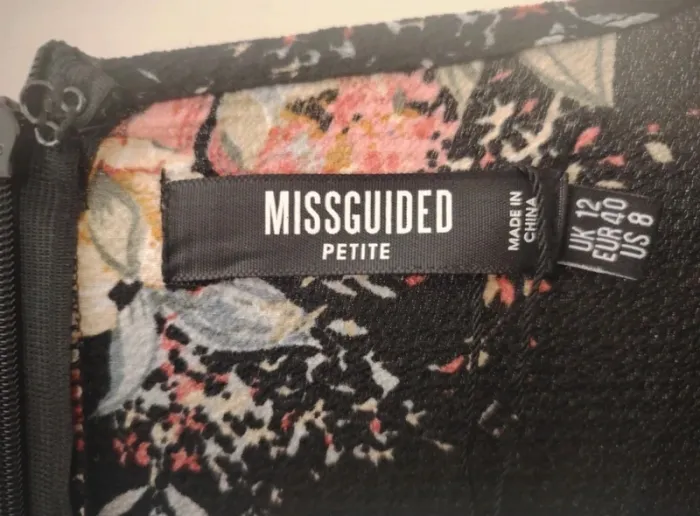 MISSGUIDED
PETITE
MADE IN
CHINA
UK 12
EUR 40
US 8